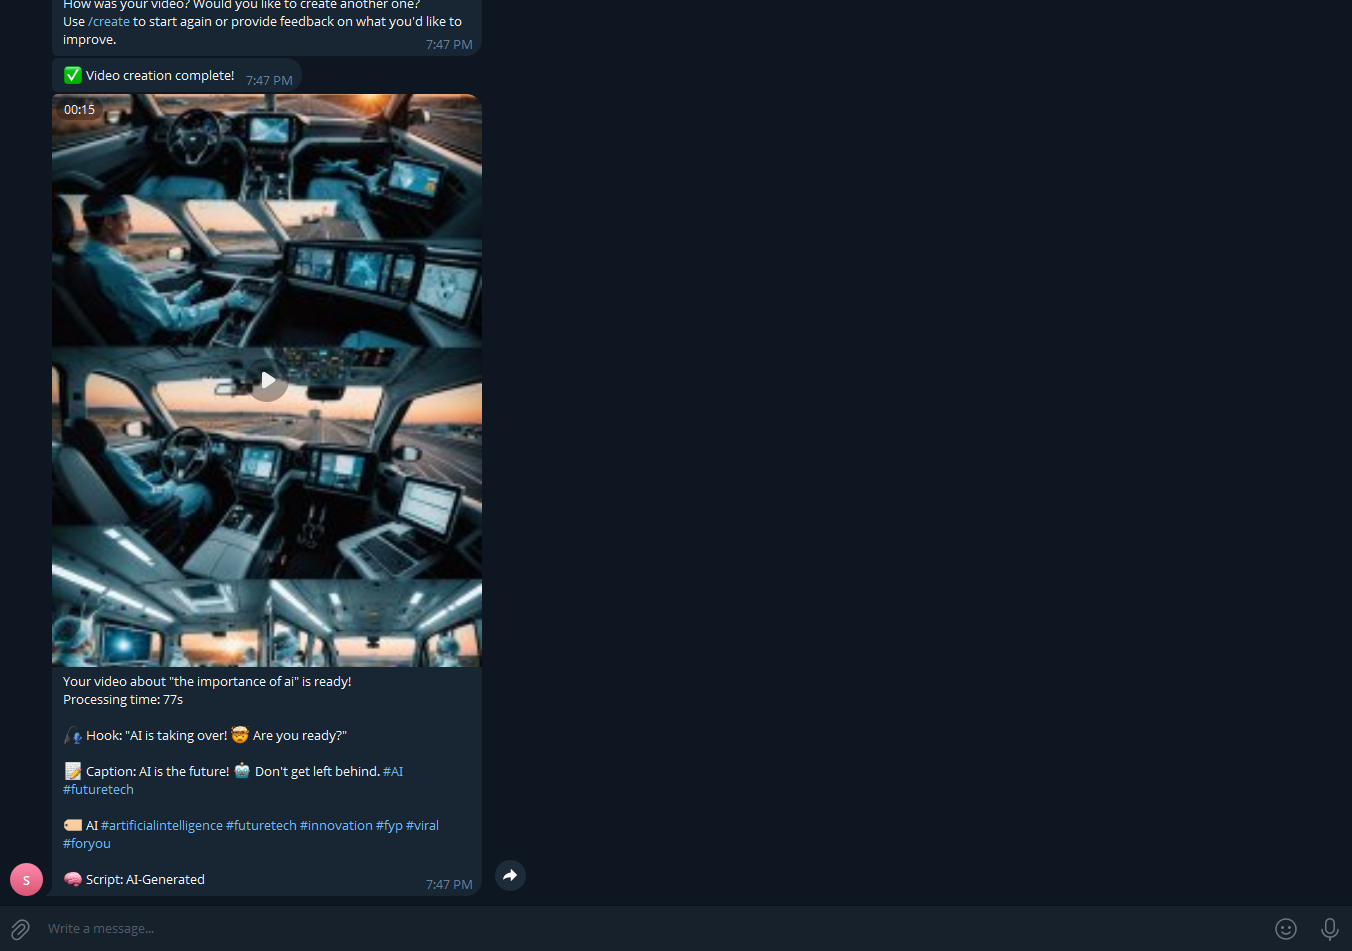 How was your video? Would you like to create another one?
Use /create to start again or provide feedback on what you'd like to
improve.
7:47 PM
✅ Video creation complete! 7:47 PM
00:15
Your video about "the importance of ai" is ready!
Processing time: 77s
🎣 Hook: "AI is taking over! 🤯 Are you ready?"
📝 Caption: AI is the future! 🤖 Don't get left behind. #AI
#futuretech
🏷️ AI #artificialintelligence #futuretech #innovation #fyp #viral
#foryou
🧠 Script: AI-Generated
7:47 PM
S
Write a message...